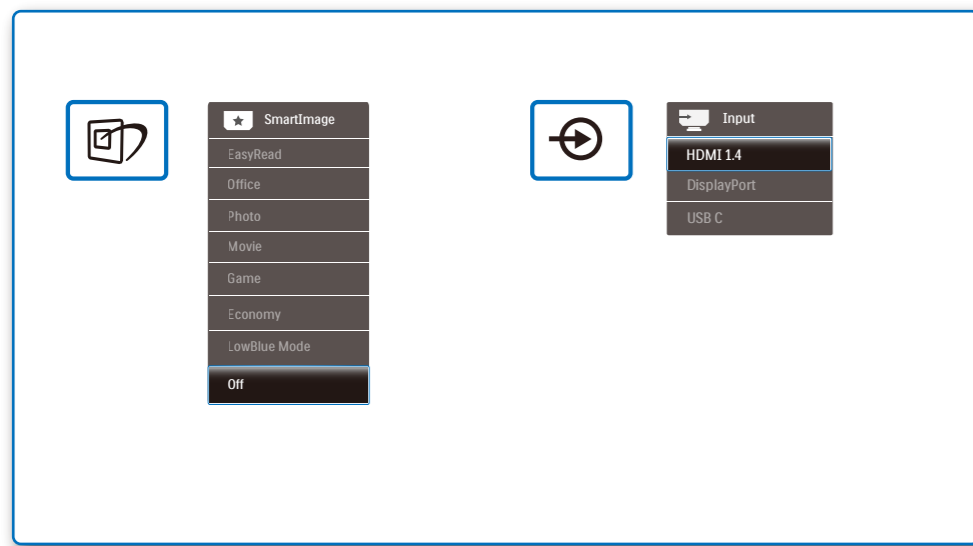 SmartImage
EasyRead
Office
Photo
Movie
Game
Economy
LowBlue Mode
Off
Input
HDMI 1.4
DisplayPort
USB C